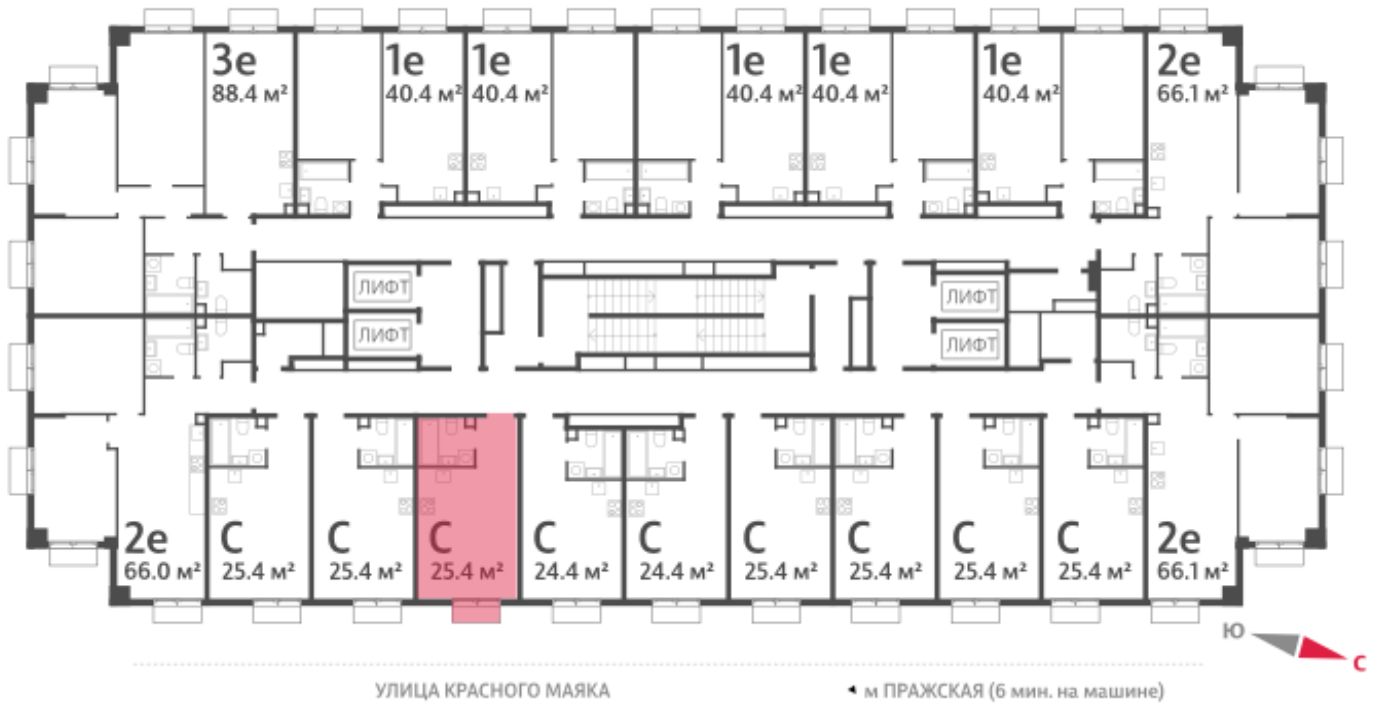 3е
88.4 м²
1е
40.4 м²
1е
40.4 м²
1е
40.4 м²
1е
40.4 м²
1е
40.4 м²
2е
66.1 м²
ЛИФТ
ЛИФТ
ЛИФТ
ЛИФТ
2е
66.0 м²
С
25.4 м²
С
25.4 м²
С
25.4 м²
С
24.4 м²
С
24.4 м²
С
25.4 м²
С
25.4 м²
С
25.4 м²
С
25.4 м²
2е
66.1 м²
Ю
С
УЛИЦА КРАСНОГО МАЯКА
м ПРАЖСКАЯ (6 мин. на машине)